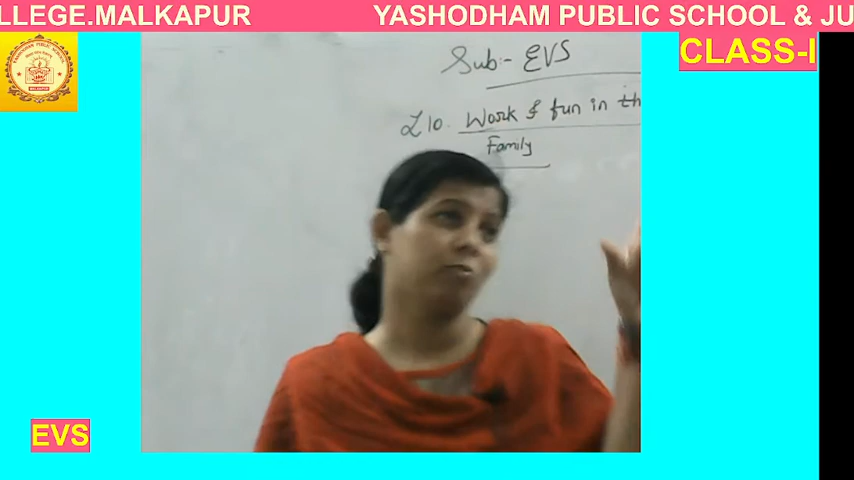 LLEGE.MALKAPUR YASHODHAM PUBLIC SCHOOL & JU
CLASS-I
Sub:- EVS
L10. Work & fun in th
Family
EVS